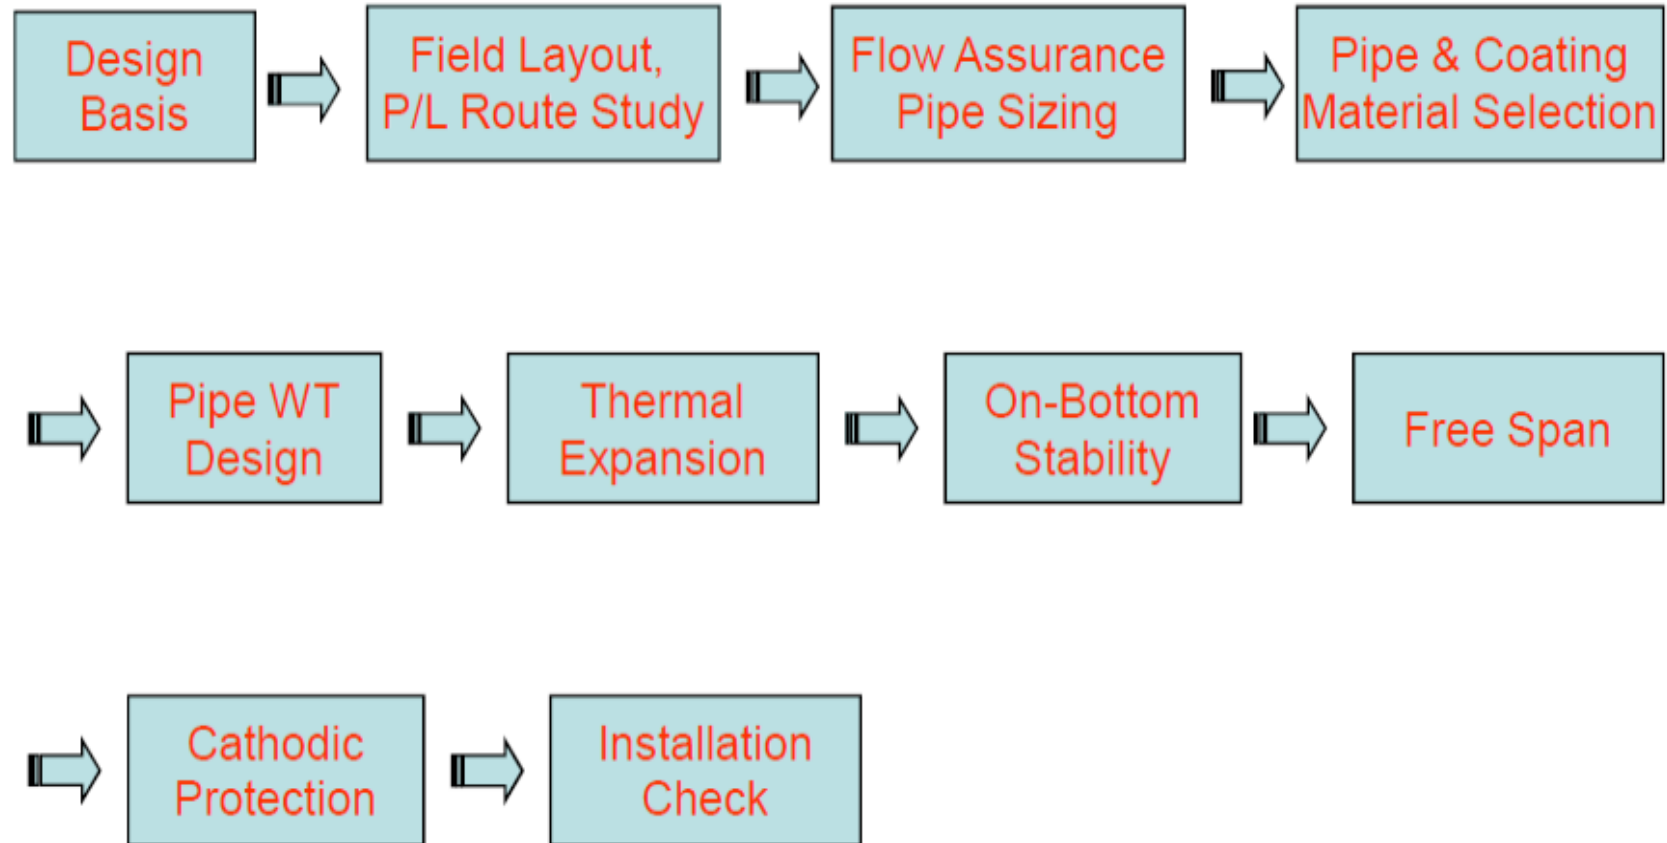 Design
Basis
Field Layout,
P/L Route Study
Flow Assurance
Pipe Sizing
Pipe & Coating
Material Selection
Pipe WT
Design
Thermal
Expansion
On-Bottom
Stability
Free Span
Cathodic
Protection
Installation
Check